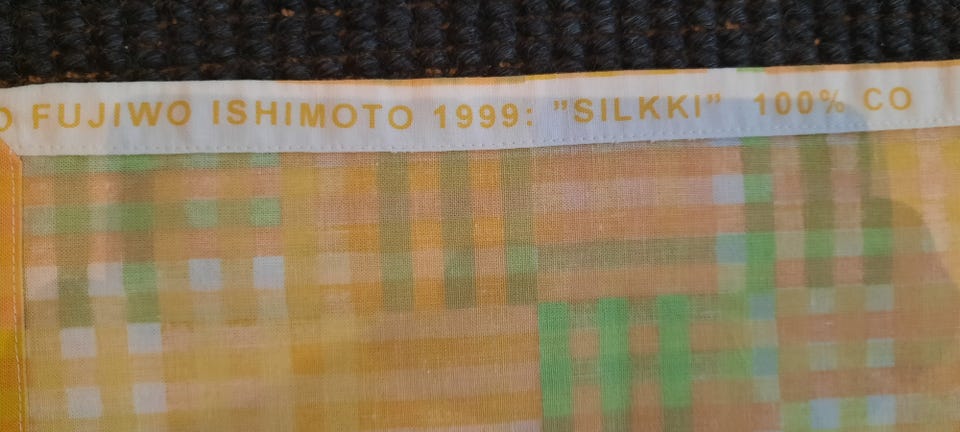 FUJIWO ISHIMOTO 1999: ”SILKKI” 100% CO